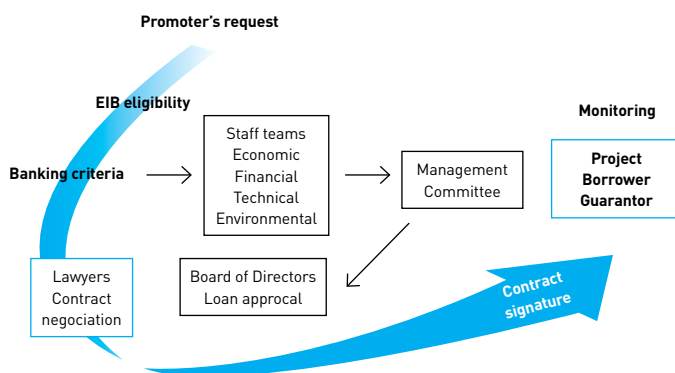 Promoter's request
EIB eligibility
Banking criteria
Staff teams
Economic
Financial
Technical
Environmental
Management
Committee
Monitoring
Project
Borrower
Guarantor
Lawyers
Contract
negociation
Board of Directors
Loan approcal
Contract
signature